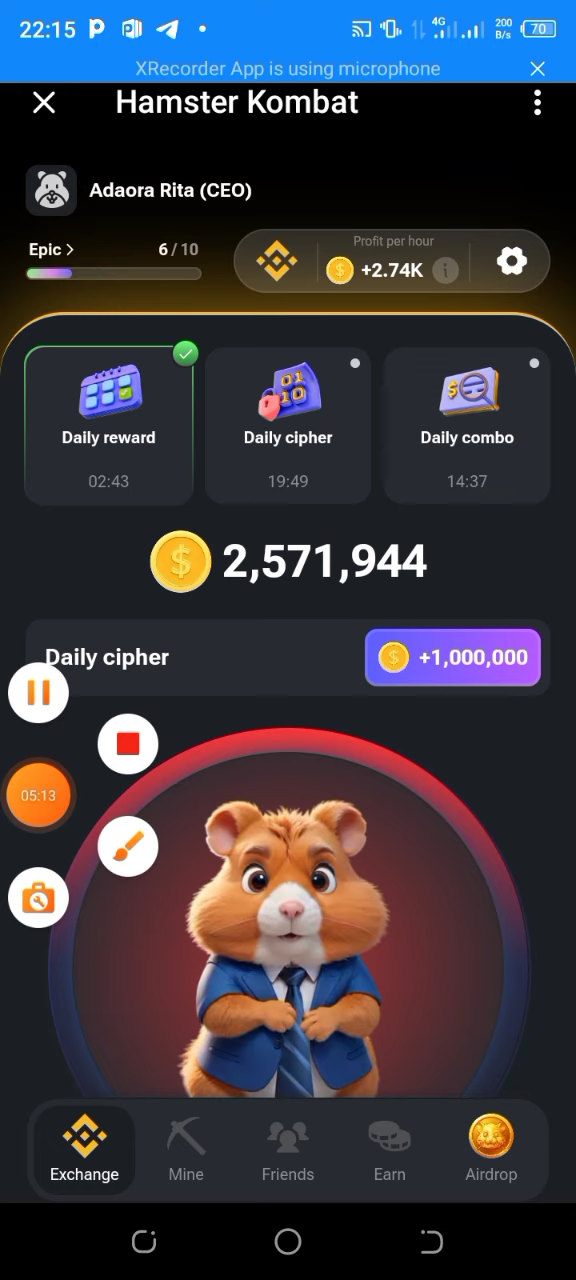 22:15 4G 200 B/s 70
XRecorder App is using microphone
Hamster Kombat
Adaora Rita (CEO)
Epic > 6 / 10
Profit per hour
+2.74K
Daily reward Daily cipher Daily combo
02:43 19:49 14:37
2,571,944
Daily cipher +1,000,000
05:13
Exchange Mine Friends Earn Airdrop